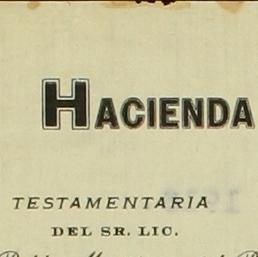 HACIENDA
TESTAMENTARIA
DEL SR. LIC.